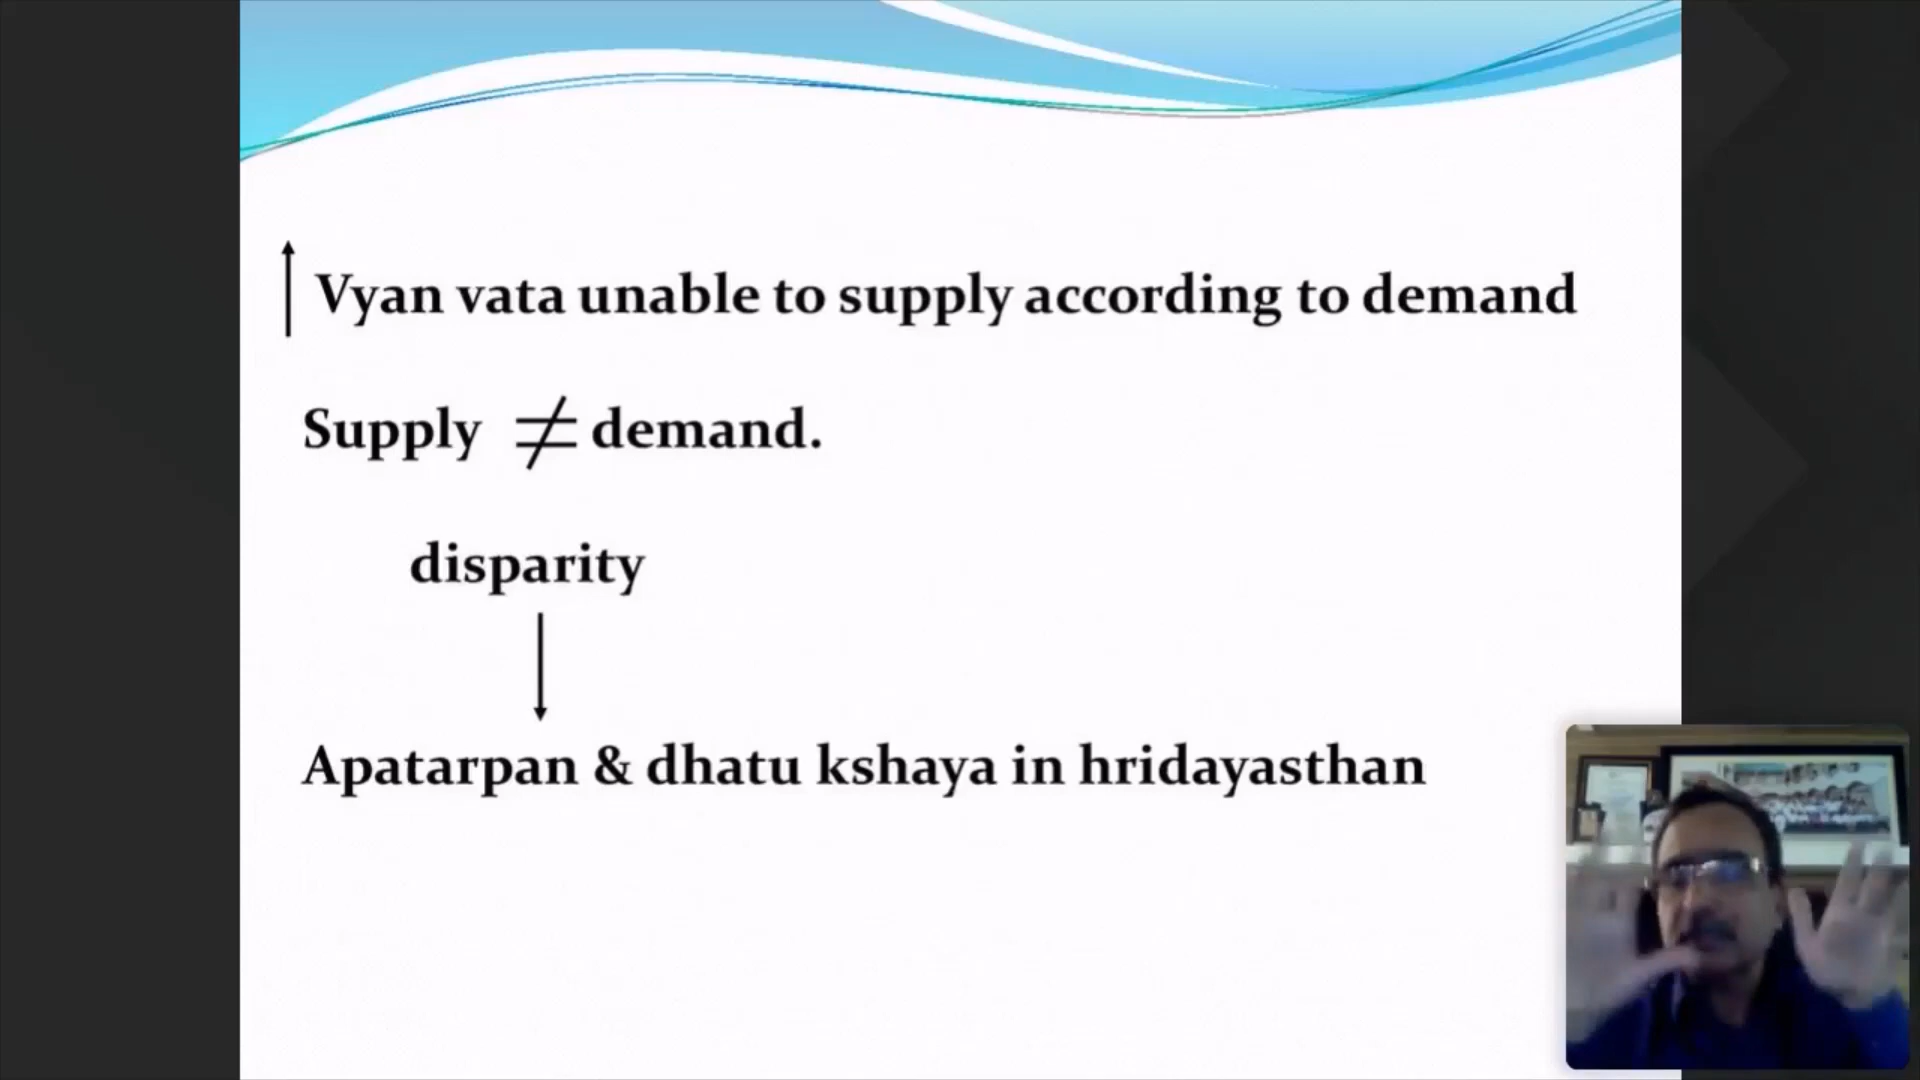 ↑ Vyan vata unable to supply according to demand
Supply ≠ demand.
disparity
↓
Apatarpan & dhatu kshaya in hridayasthan